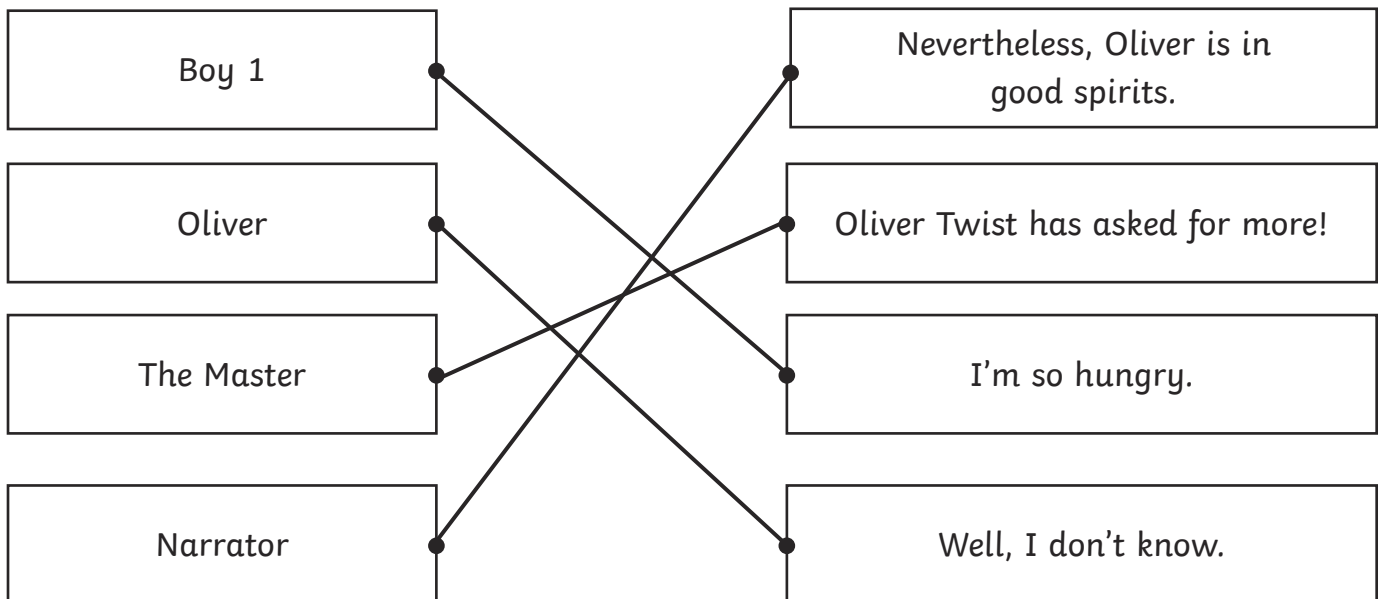 Boy 1
Nevertheless, Oliver is in
good spirits.
Oliver
Oliver Twist has asked for more!
The Master
I'm so hungry.
Narrator
Well, I don't know.